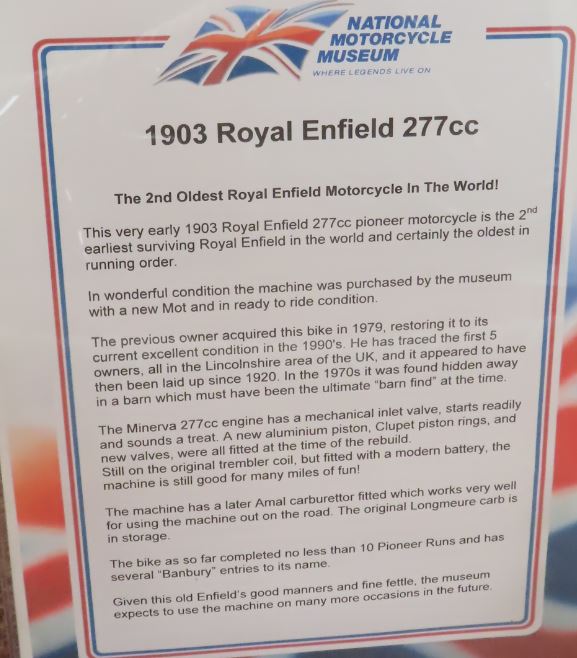 NATIONAL
MOTORCYCLE
MUSEUM
WHERE LEGENDS LIVE ON
1903 Royal Enfield 277cc
The 2nd Oldest Royal Enfield Motorcycle In The World!
This very early 1903 Royal Enfield 277cc pioneer motorcycle is the 2nd
earliest surviving Royal Enfield in the world and certainly the oldest in
running order.
In wonderful condition the machine was purchased by the museum
with a new Mot and in ready to ride condition.
The previous owner acquired this bike in 1979, restoring it to its
current excellent condition in the 1990's. He has traced the first 5
owners, all in the Lincolnshire area of the UK, and it appeared to have
then been laid up since 1920. In the 1970s it was found hidden away
in a barn which must have been the ultimate “barn find” at the time.
The Minerva 277cc engine has a mechanical inlet valve, starts readily
and sounds a treat. A new aluminium piston, Clupet piston rings, and
new valves, were all fitted at the time of the rebuild.
Still on the original trembler coil, but fitted with a modern battery, the
machine is still good for many miles of fun!
The machine has a later Amal carburettor fitted which works very well
for using the machine out on the road. The original Longmeure carb is
in storage.
The bike as so far completed no less than 10 Pioneer Runs and has
several “Banbury” entries to its name.
Given this old Enfield's good manners and fine fettle, the museum
expects to use the machine on many more occasions in the future.